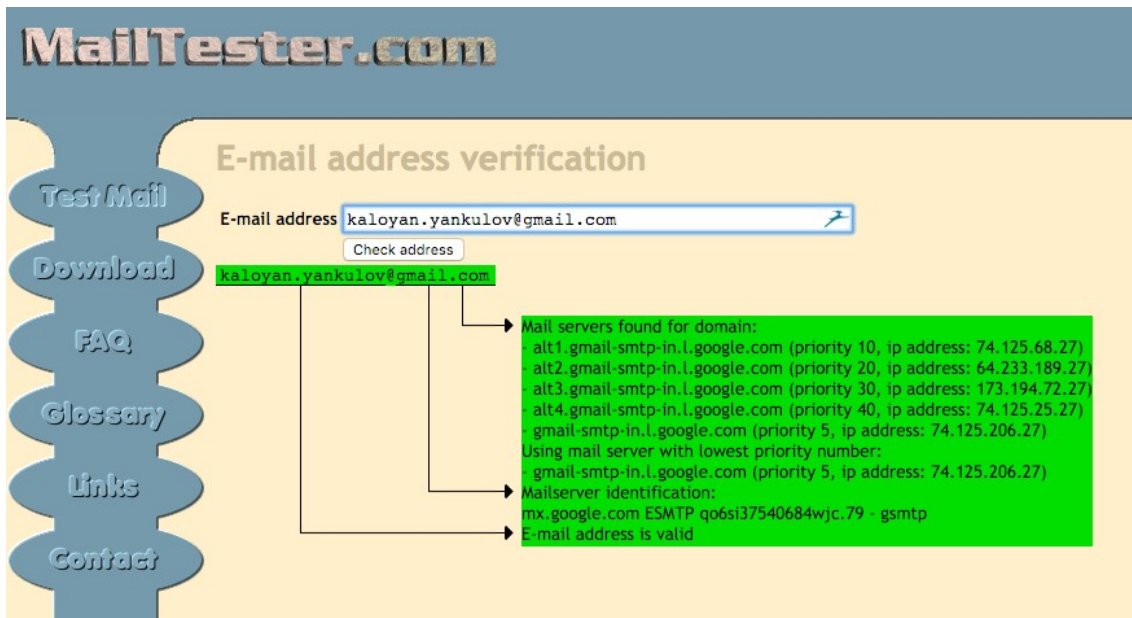 MailTester.com
E-mail address verification
Test Mail
E-mail address kaloyan.yankulov@gmail.com
Check address
Download
kaloyan.yankulov@gmail.com
Mail servers found for domain:
- alt1.gmail-smtp-in.l.google.com (priority 10, ip address: 74.125.68.27)
FAQ
- alt2.gmail-smtp-in.l.google.com (priority 20, ip address: 64.233.189.27)
- alt3.gmail-smtp-in.l.google.com (priority 30, ip address: 173.194.72.27)
- alt4.gmail-smtp-in.l.google.com (priority 40, ip address: 74.125.25.27)
Glossary
- gmail-smtp-in.l.google.com (priority 5, ip address: 74.125.206.27)
Using mail server with lowest priority number:
- gmail-smtp-in.l.google.com (priority 5, ip address: 74.125.206.27)
Links
Mailserver identification:
mx.google.com ESMTP qo6si37540684wjc.79 - gsmtp
E-mail address is valid
Contact